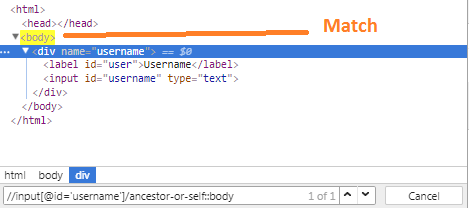 <html>
<head></head>
▼<body> Match
... ▼<div name="username"> == $0
<label id="user">Username</label>
<input id="username" type="text">
</div>
</body>
</html>
html body div
//input[@id='username']/ancestor-or-self::body 1 of 1 Cancel